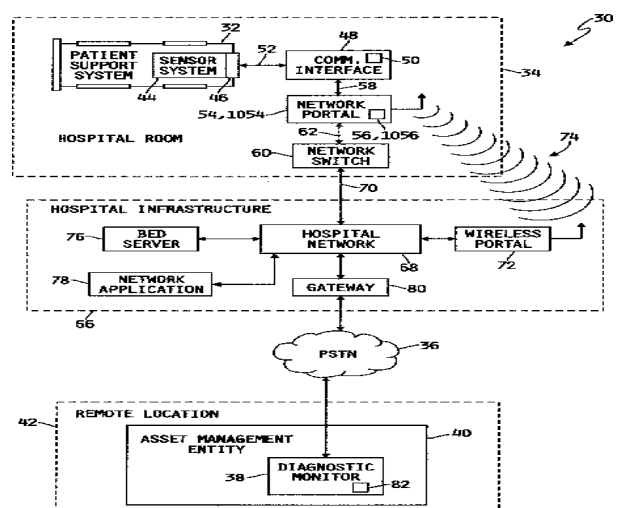 30
32
48
PATIENT SUPPORT SYSTEM
SENSOR SYSTEM
52
COMM. INTERFACE
50
34
44
46
58
54,1054
NETWORK PORTAL
56,1056
62
HOSPITAL ROOM
60
NETWORK SWITCH
74
70
HOSPITAL INFRASTRUCTURE
76
BED SERVER
HOSPITAL NETWORK
WIRELESS PORTAL
68
72
78
NETWORK APPLICATION
GATEWAY
80
66
PSTN
36
42
REMOTE LOCATION
ASSET MANAGEMENT ENTITY
40
38
DIAGNOSTIC MONITOR
82